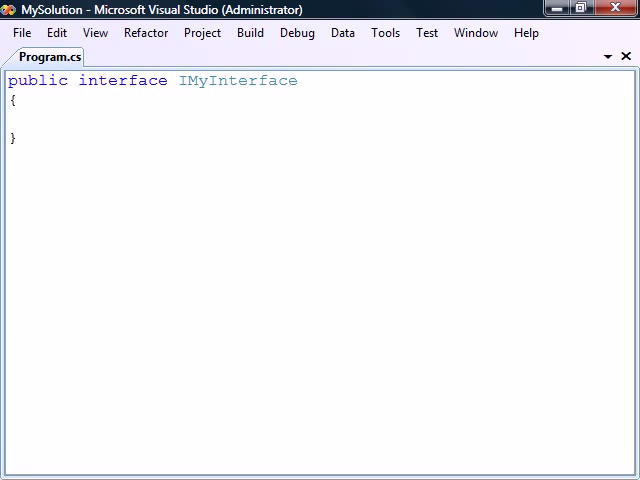 MySolution - Microsoft Visual Studio (Administrator)
File Edit View Refactor Project Build Debug Data Tools Test Window Help
Program.cs
public interface IMyInterface
{
}